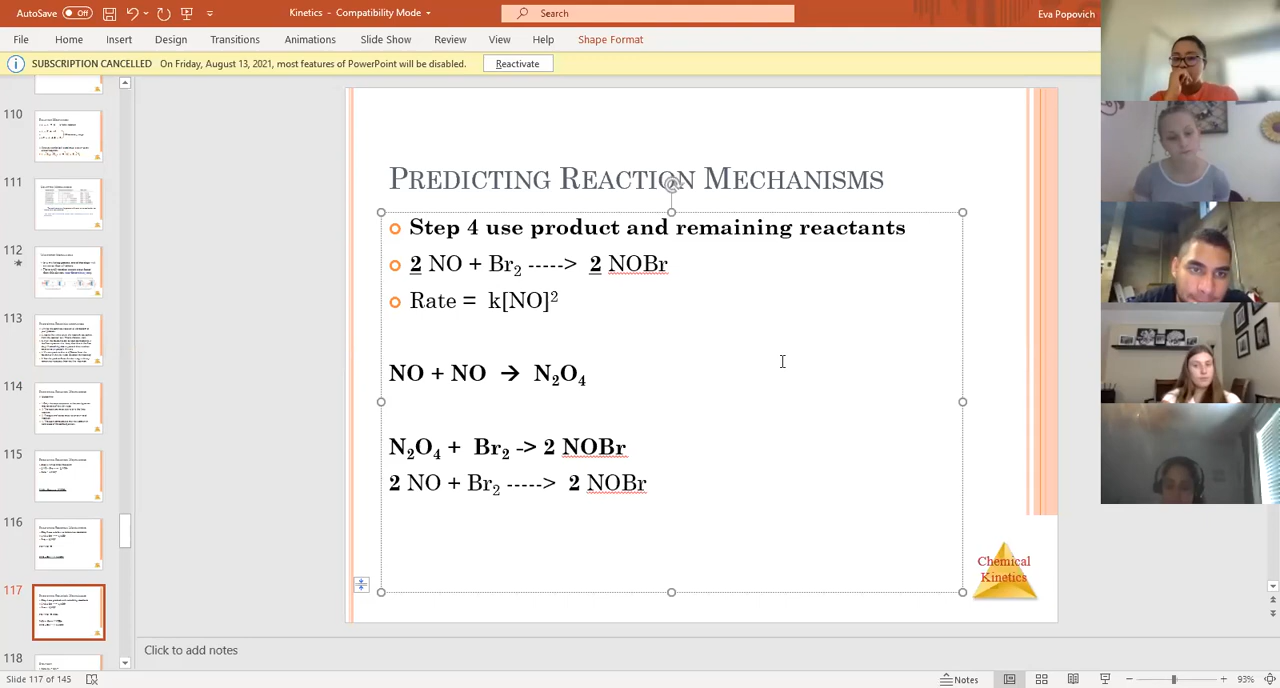 AutoSave Off Kinetics - Compatibility Mode Search Eva Popovich
File Home Insert Design Transitions Animations Slide Show Review View Help Shape Format
SUBSCRIPTION CANCELLED On Friday, August 13, 2021, most features of PowerPoint will be disabled. Reactivate
110
111
112
113
114
115
116
117
118
PREDICTING REACTION MECHANISMS
Step 4 use product and remaining reactants
2 NO + Br₂ -----> 2 NOBr
Rate = k[NO]²
NO + NO → N₂O₄
N₂O₄ + Br₂ -> 2 NOBr
2 NO + Br₂ -----> 2 NOBr
Chemical
Kinetics
Click to add notes
Slide 117 of 145 Notes 93%